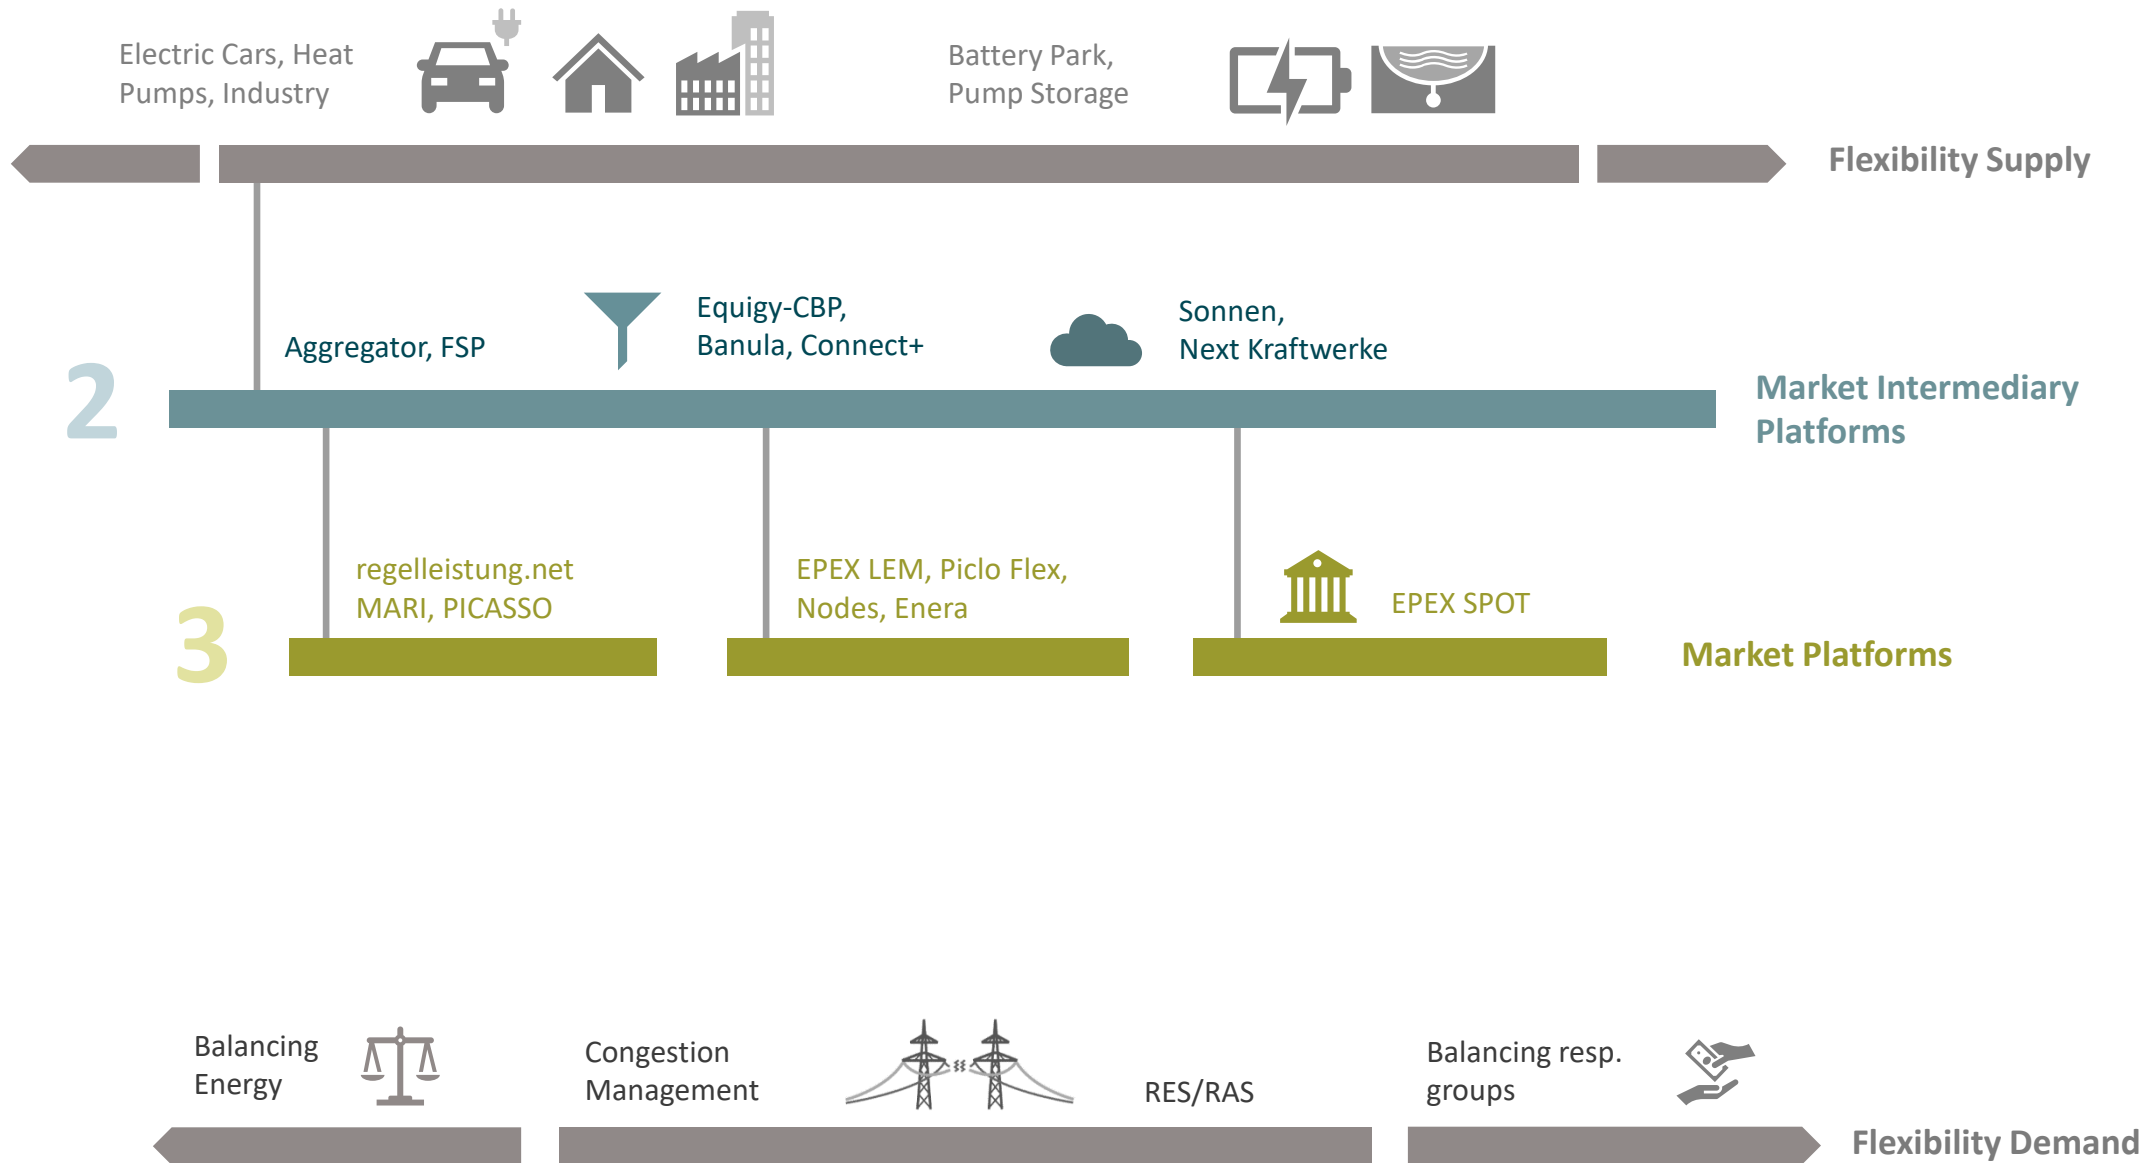 Electric Cars, Heat
Pumps, Industry
Battery Park,
Pump Storage
Flexibility Supply
Aggregator, FSP
Equigy-CBP,
Banula, Connect+
Sonnen,
Next Kraftwerke
2
Market Intermediary
Platforms
regelleistung.net
MARI, PICASSO
EPEX LEM, Piclo Flex,
Nodes, Enera
EPEX SPOT
3
Market Platforms
Balancing
Energy
Congestion
Management
RES/RAS
Balancing resp.
groups
Flexibility Demand